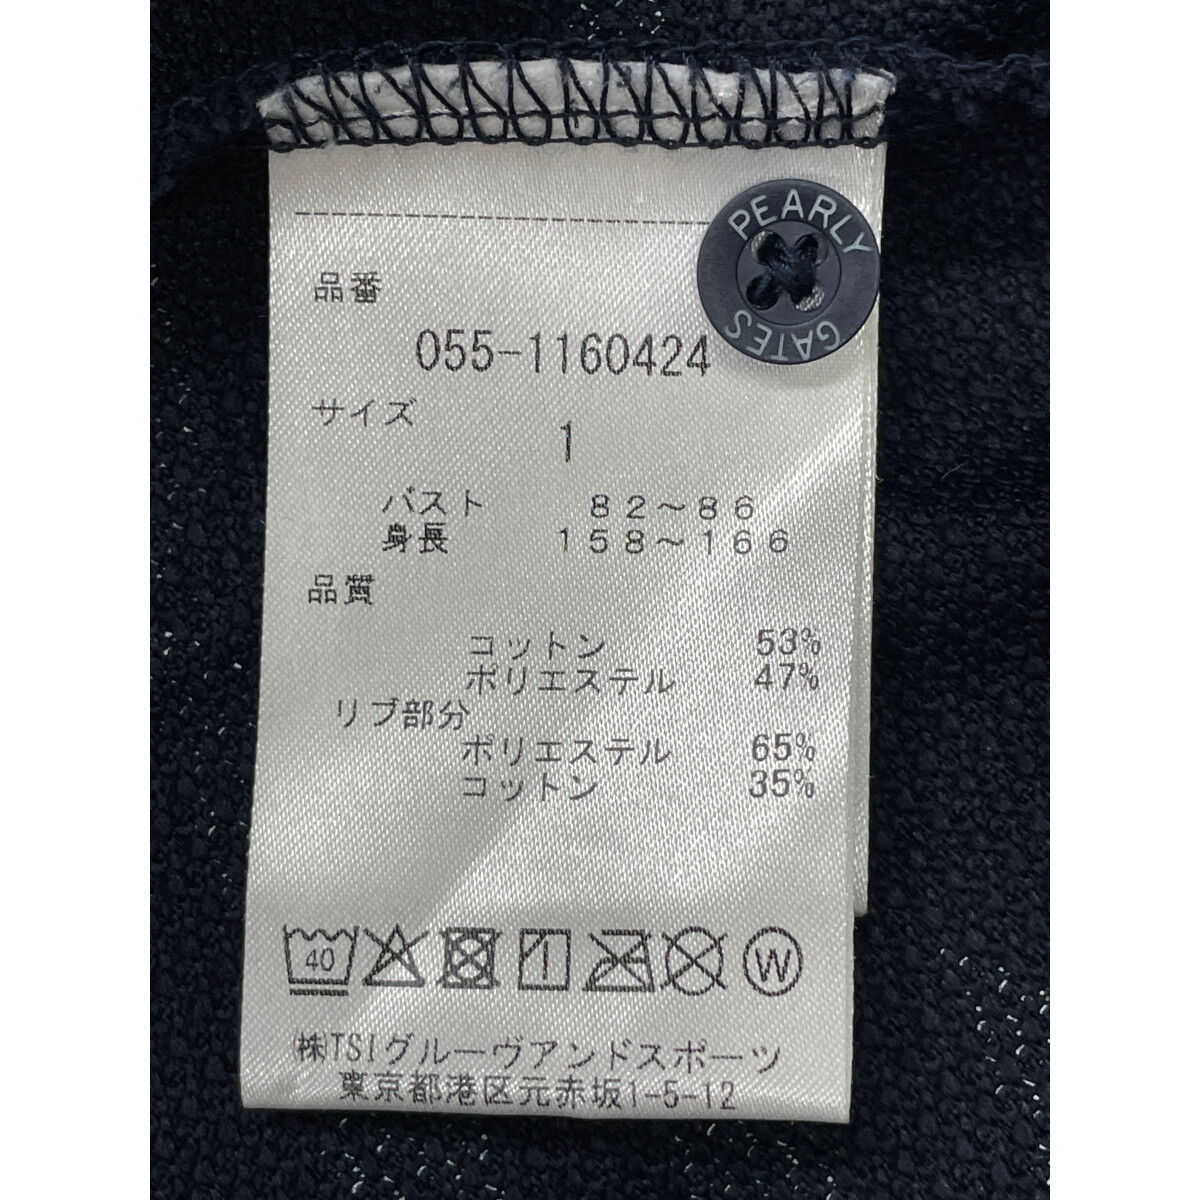 PEARLY
GATES
品番
055-1160424
サイズ
1
バスト 82~86
身長 158~166
品質
コットン 53%
ポリエステル 47%
リブ部分
ポリエステル 65%
コットン 35%
40
W
㈱TSIグルーヴアンドスポーツ
東京都港区元赤坂1-5-12